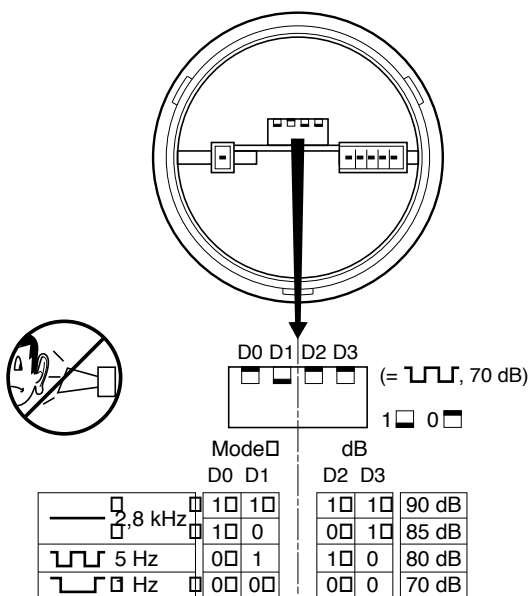 D0 D1 D2 D3
(= , 70 dB)
1 0
Mode dB
D0 D1 D2 D3
2,8 kHz 1 1 1 1 90 dB
1 0 0 1 85 dB
5 Hz 0 1 1 0 80 dB
1 Hz 0 0 0 0 70 dB